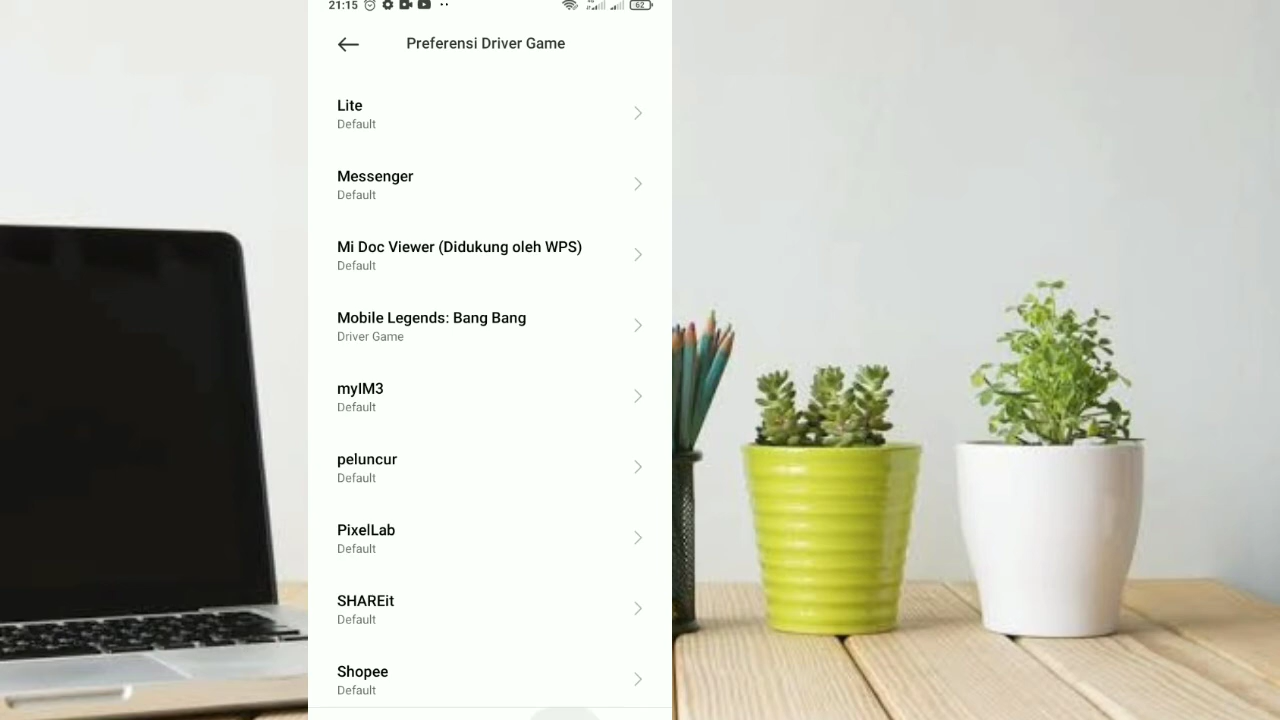 21:15
62
Preferensi Driver Game
Lite
Default
Messenger
Default
Mi Doc Viewer (Didukung oleh WPS)
Default
Mobile Legends: Bang Bang
Driver Game
myIM3
Default
peluncur
Default
PixelLab
Default
SHAREit
Default
Shopee
Default